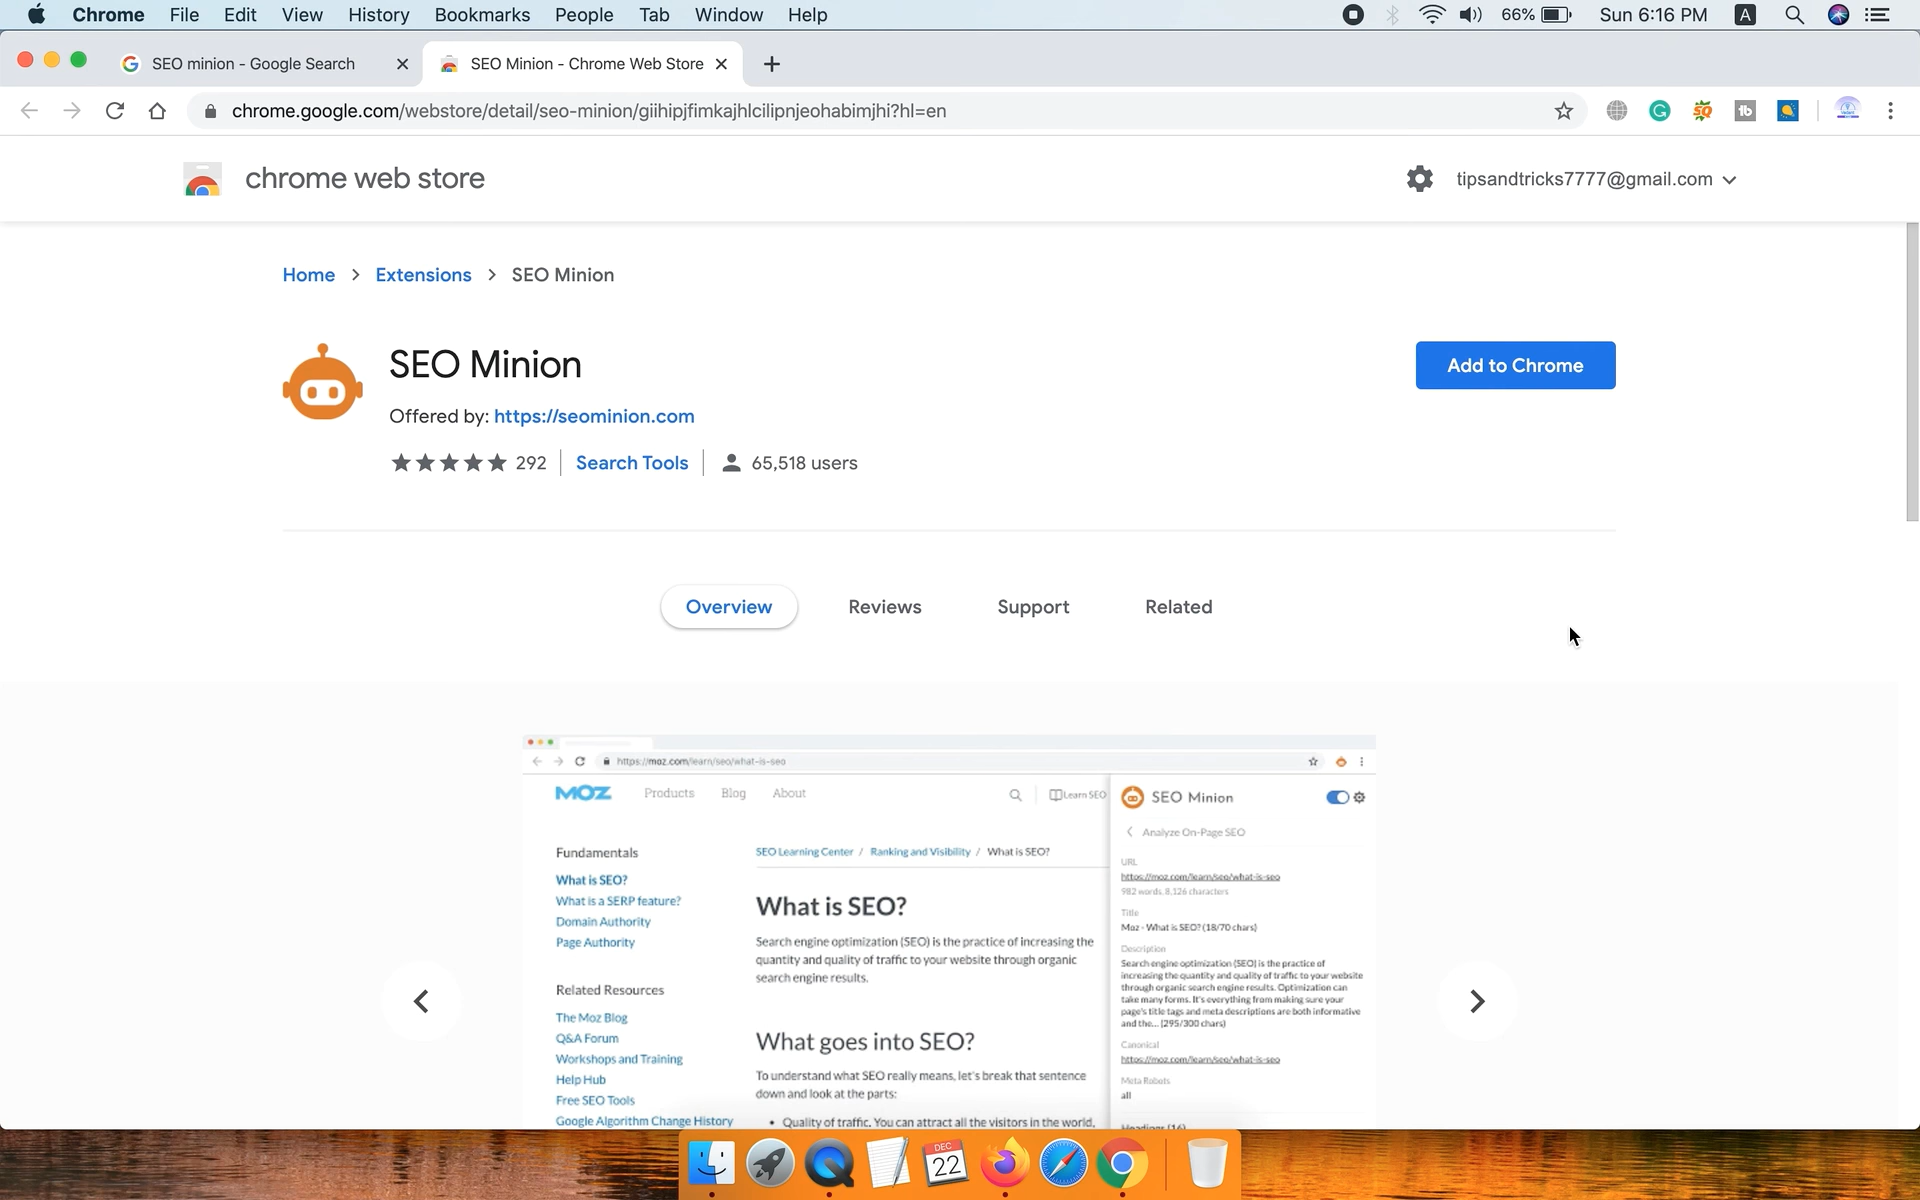 Chrome File Edit View History Bookmarks People Tab Window Help 66% Sun 6:16 PM A
SEO minion - Google Search SEO Minion - Chrome Web Store
chrome.google.com/webstore/detail/seo-minion/giihipjfimkajhlcilipnjeohabimjhi?hl=en
chrome web store tipsandtricks7777@gmail.com
Home > Extensions > SEO Minion
SEO Minion
Add to Chrome
Offered by: https://seominion.com
292 Search Tools 65,518 users
Overview Reviews Support Related
https://moz.com/learn/seo/what-is-seo
MOZ Products Blog About Learn SEO
Fundamentals
What is SEO?
What is a SERP feature?
Domain Authority
Page Authority
Related Resources
The Moz Blog
Q&A Forum
Workshops and Training
Help Hub
Free SEO Tools
Google Algorithm Change History
SEO Learning Center / Ranking and Visibility / What is SEO?
What is SEO?
Search engine optimization (SEO) is the practice of increasing the
quantity and quality of traffic to your website through organic
search engine results.
What goes into SEO?
To understand what SEO really means, let's break that sentence
down and look at the parts:
• Quality of traffic. You can attract all the visitors in the world,
SEO Minion
Analyze On-Page SEO
URL
https://moz.com/learn/seo/what-is-seo
982 words, 8,126 characters
Title
Moz - What is SEO? (18/70 chars)
Description
Search engine optimization (SEO) is the practice of
increasing the quantity and quality of traffic to your website
through organic search engine results. Optimization can
take many forms. It's everything from making sure your
page's title tags and meta descriptions are both informative
and the... (295/300 chars)
Canonical
https://moz.com/learn/seo/what-is-seo
Meta Robots
all
Headings (16)
DEC
22